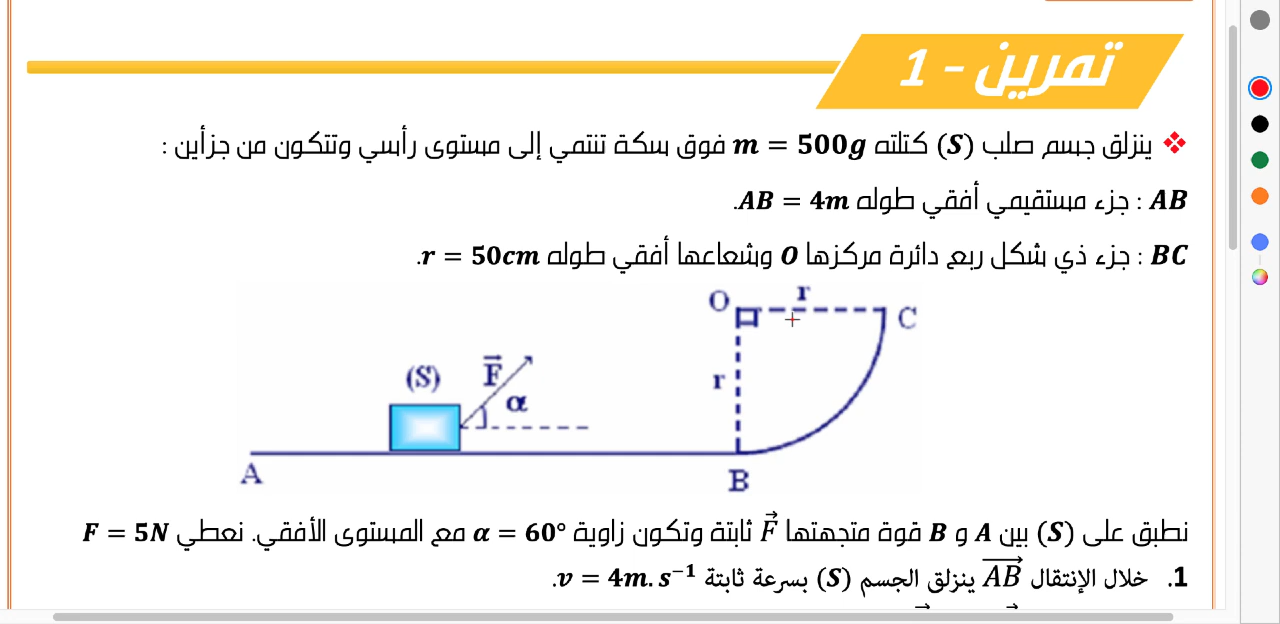 تمرين - 1
❖ ينزلق جسم صلب (S) كتلته m = 500g فوق سكة تنتمي إلى مستوى رأسي وتتكون من جزأين :
AB : جزء مستقيمي أفقي طوله AB = 4m.
BC : جزء ذي شكل ربع دائرة مركزها O وشعاعها أفقي طوله r = 50cm.
O r C
(S) F⃗ α r
A B
نطبق على (S) بين A و B قوة متجهتها F⃗ ثابتة وتكون زاوية α = 60° مع المستوى الأفقي. نعطي F = 5N
1. خلال الإنتقال AB⃗ ينزلق الجسم (S) بسرعة ثابتة v = 4m.s⁻¹.